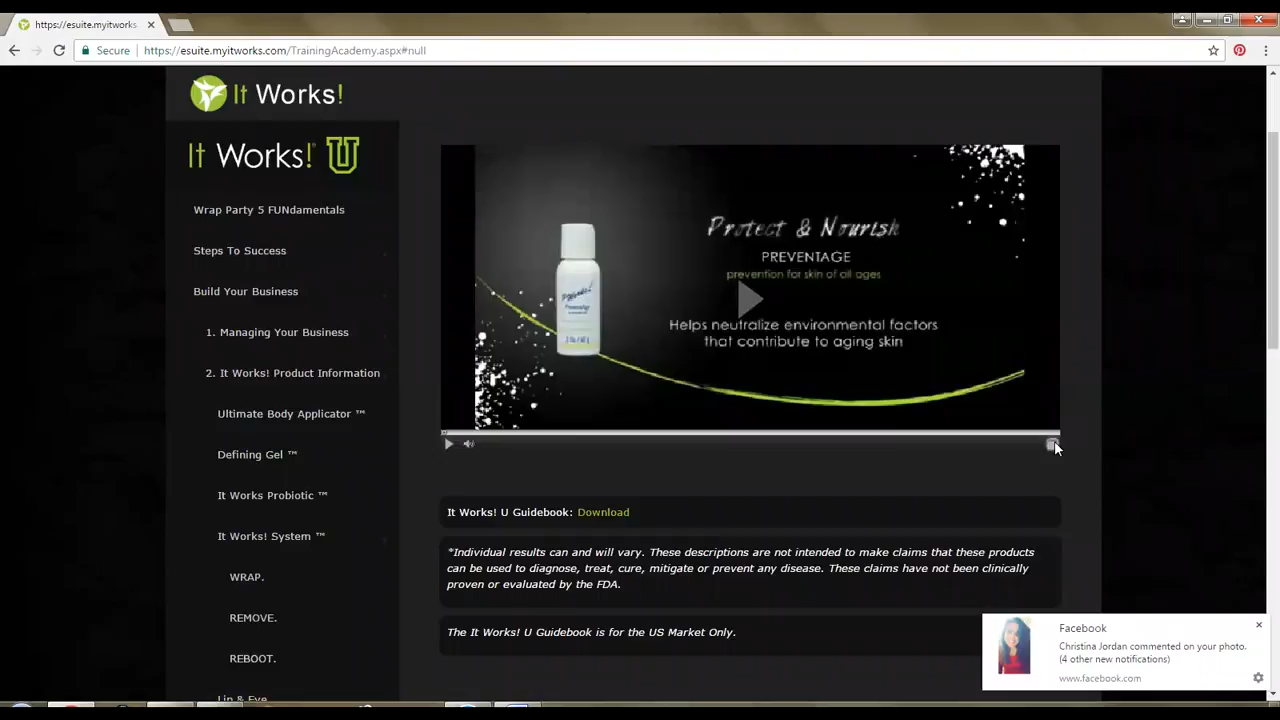 https://esuite.myitworks
Secure
https://esuite.myitworks.com/TrainingAcademy.aspx#null
It Works!
It Works! U
Wrap Party 5 FUNdamentals
Steps To Success
Build Your Business
1. Managing Your Business
2. It Works! Product Information
Ultimate Body Applicator ™
Defining Gel ™
It Works Probiotic ™
It Works! System ™
WRAP.
REMOVE.
REBOOT.
Lip & Eye
Protect & Nourish
PREVENTAGE
prevention for skin of all ages
Helps neutralize environmental factors
that contribute to aging skin
It Works! U Guidebook: Download
*Individual results can and will vary. These descriptions are not intended to make claims that these products
can be used to diagnose, treat, cure, mitigate or prevent any disease. These claims have not been clinically
proven or evaluated by the FDA.
The It Works! U Guidebook is for the US Market Only.
Facebook
Christina Jordan commented on your photo.
(4 other new notifications)
www.facebook.com